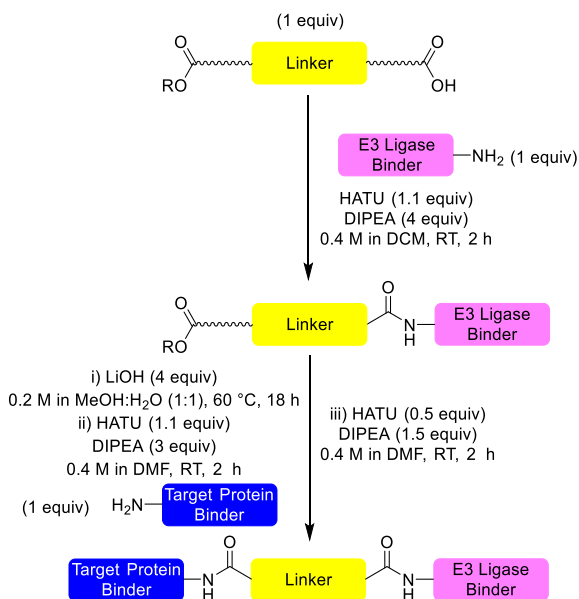 (1 equiv)
O
RO
Linker
O
OH
E3 Ligase
Binder
NH₂ (1 equiv)
HATU (1.1 equiv)
DIPEA (4 equiv)
0.4 M in DCM, RT, 2 h
O
RO
Linker
O
N
H
E3 Ligase
Binder
i) LiOH (4 equiv)
0.2 M in MeOH:H₂O (1:1), 60 °C, 18 h
ii) HATU (1.1 equiv)
DIPEA (3 equiv)
0.4 M in DMF, RT, 2 h
(1 equiv) H₂N
Target Protein
Binder
iii) HATU (0.5 equiv)
DIPEA (1.5 equiv)
0.4 M in DMF, RT, 2 h
Target Protein
Binder
N
H
O
Linker
O
N
H
E3 Ligase
Binder